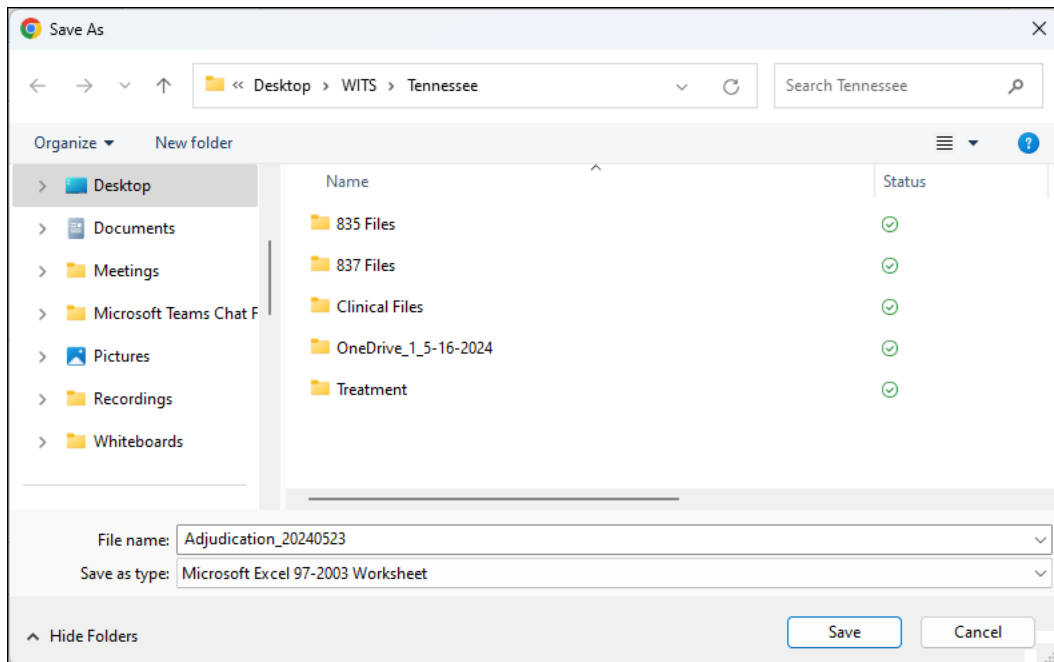 Save As
« Desktop > WITS > Tennessee
Search Tennessee
Organize
New folder
?
Name
Status
Desktop
835 Files
Documents
837 Files
Meetings
Clinical Files
Microsoft Teams Chat F
OneDrive_1_5-16-2024
Pictures
Treatment
Recordings
Whiteboards
File name: Adjudication_20240523
Save as type: Microsoft Excel 97-2003 Worksheet
Hide Folders
Save
Cancel